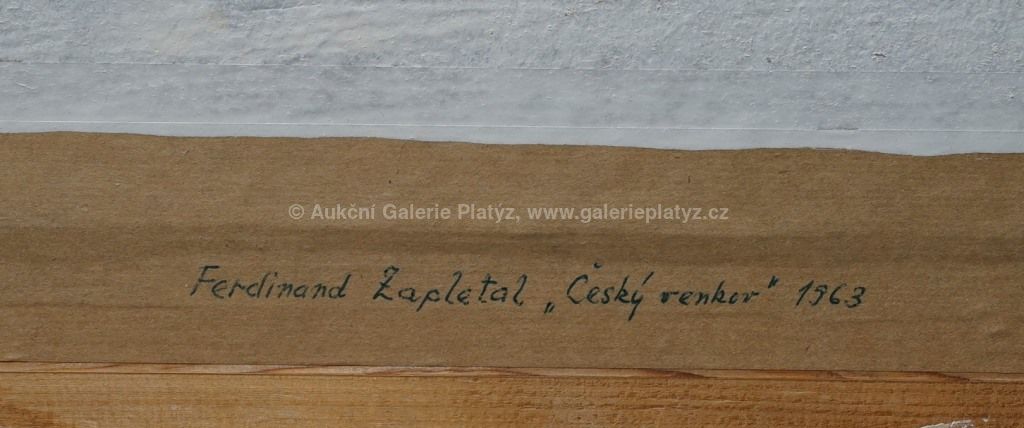 © Aukční Galerie Platýz, www.galerieplatyz.cz
Ferdinand Zapletal „Český venkov" 1963